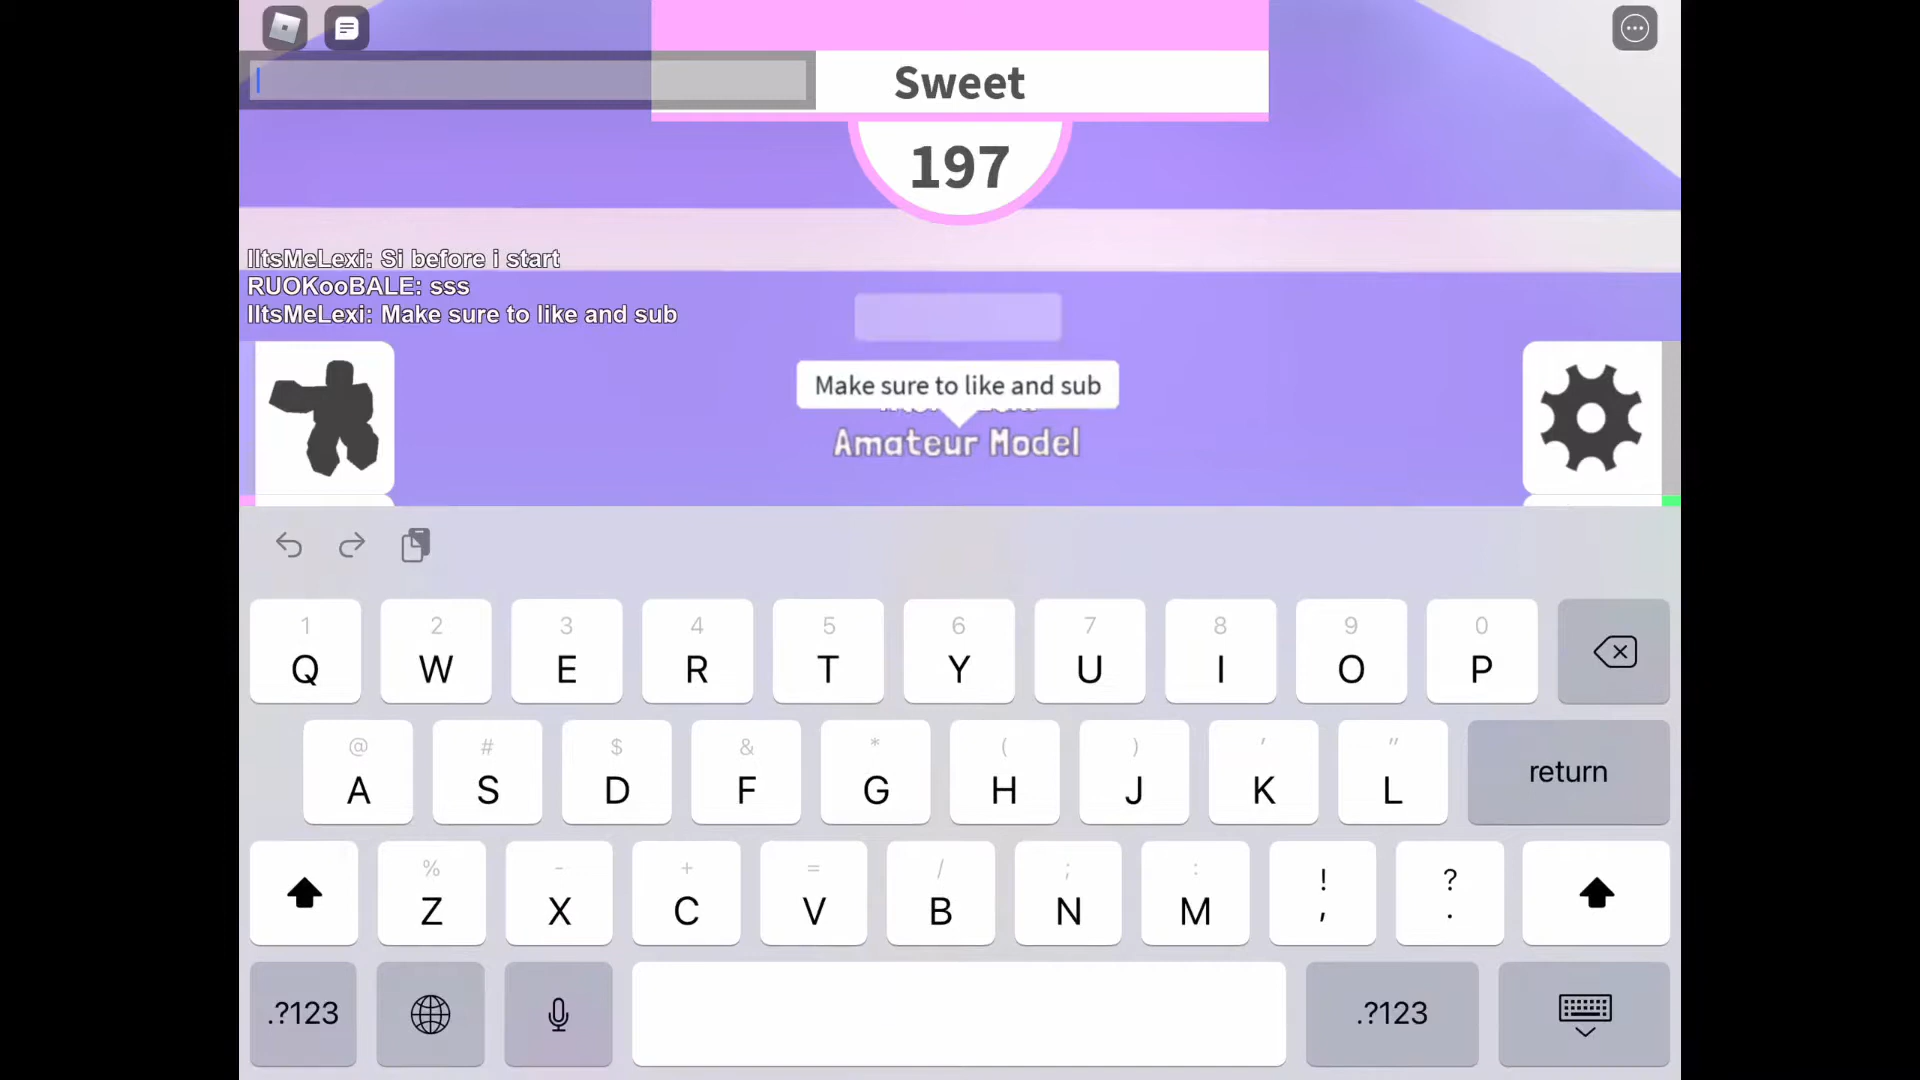 Sweet
197
IItsMeLexi: Si before i start
RUOKooBALE: sss
IItsMeLexi: Make sure to like and sub
Make sure to like and sub
Amateur Model
1 2 3 4 5 6 7 8 9 0
Q W E R T Y U I O P
@ # $ & * ( ) ' "
A S D F G H J K L return
% - + = / ; : ! ?
Z X C V B N M , .
.?123 .?123